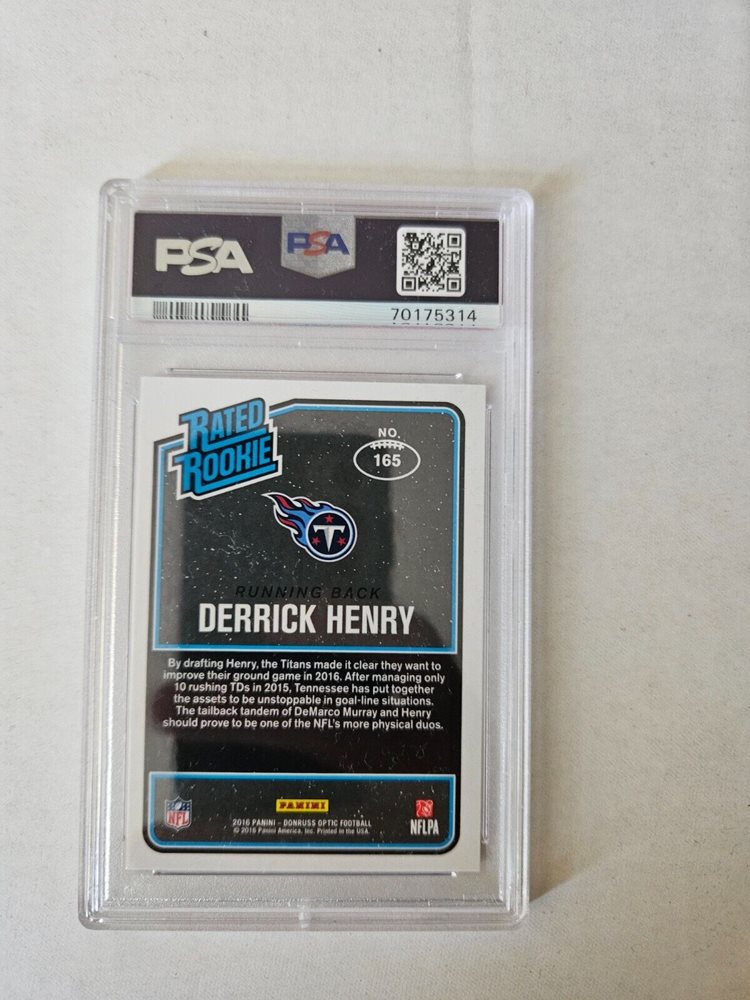 PSA PSA
70175314
RATED
ROOKIE
NO.
165
T
RUNNING BACK
DERRICK HENRY
By drafting Henry, the Titans made it clear they want to
improve their ground game in 2016. After managing only
10 rushing TDs in 2015, Tennessee has put together
the assets to be unstoppable in goal-line situations.
The tailback tandem of DeMarco Murray and Henry
should prove to be one of the NFL's more physical duos.
NFL
PANINI
2016 PANINI – DONRUSS OPTIC FOOTBALL
© 2016 Panini America, Inc. Printed in the USA.
NFLPA